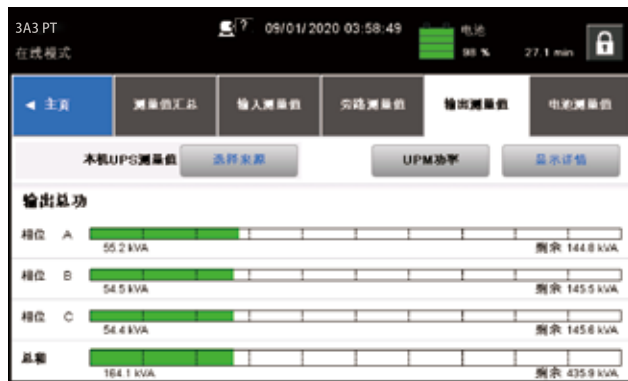 3A3 PT
在线模式
09/01/2020 03:58:49
电池
98 %
27.1 min
◀ 主页
测量值汇总
输入测量值
旁路测量值
输出测量值
电池测量值
本机UPS测量值
选择来源
UPM功率
显示详情
输出总功
相位 A
55.2 kVA
剩余 144.8 kVA
相位 B
54.5 kVA
剩余 145.5 kVA
相位 C
54.4 kVA
剩余 145.6 kVA
总和
164.1 kVA
剩余 435.9 kVA